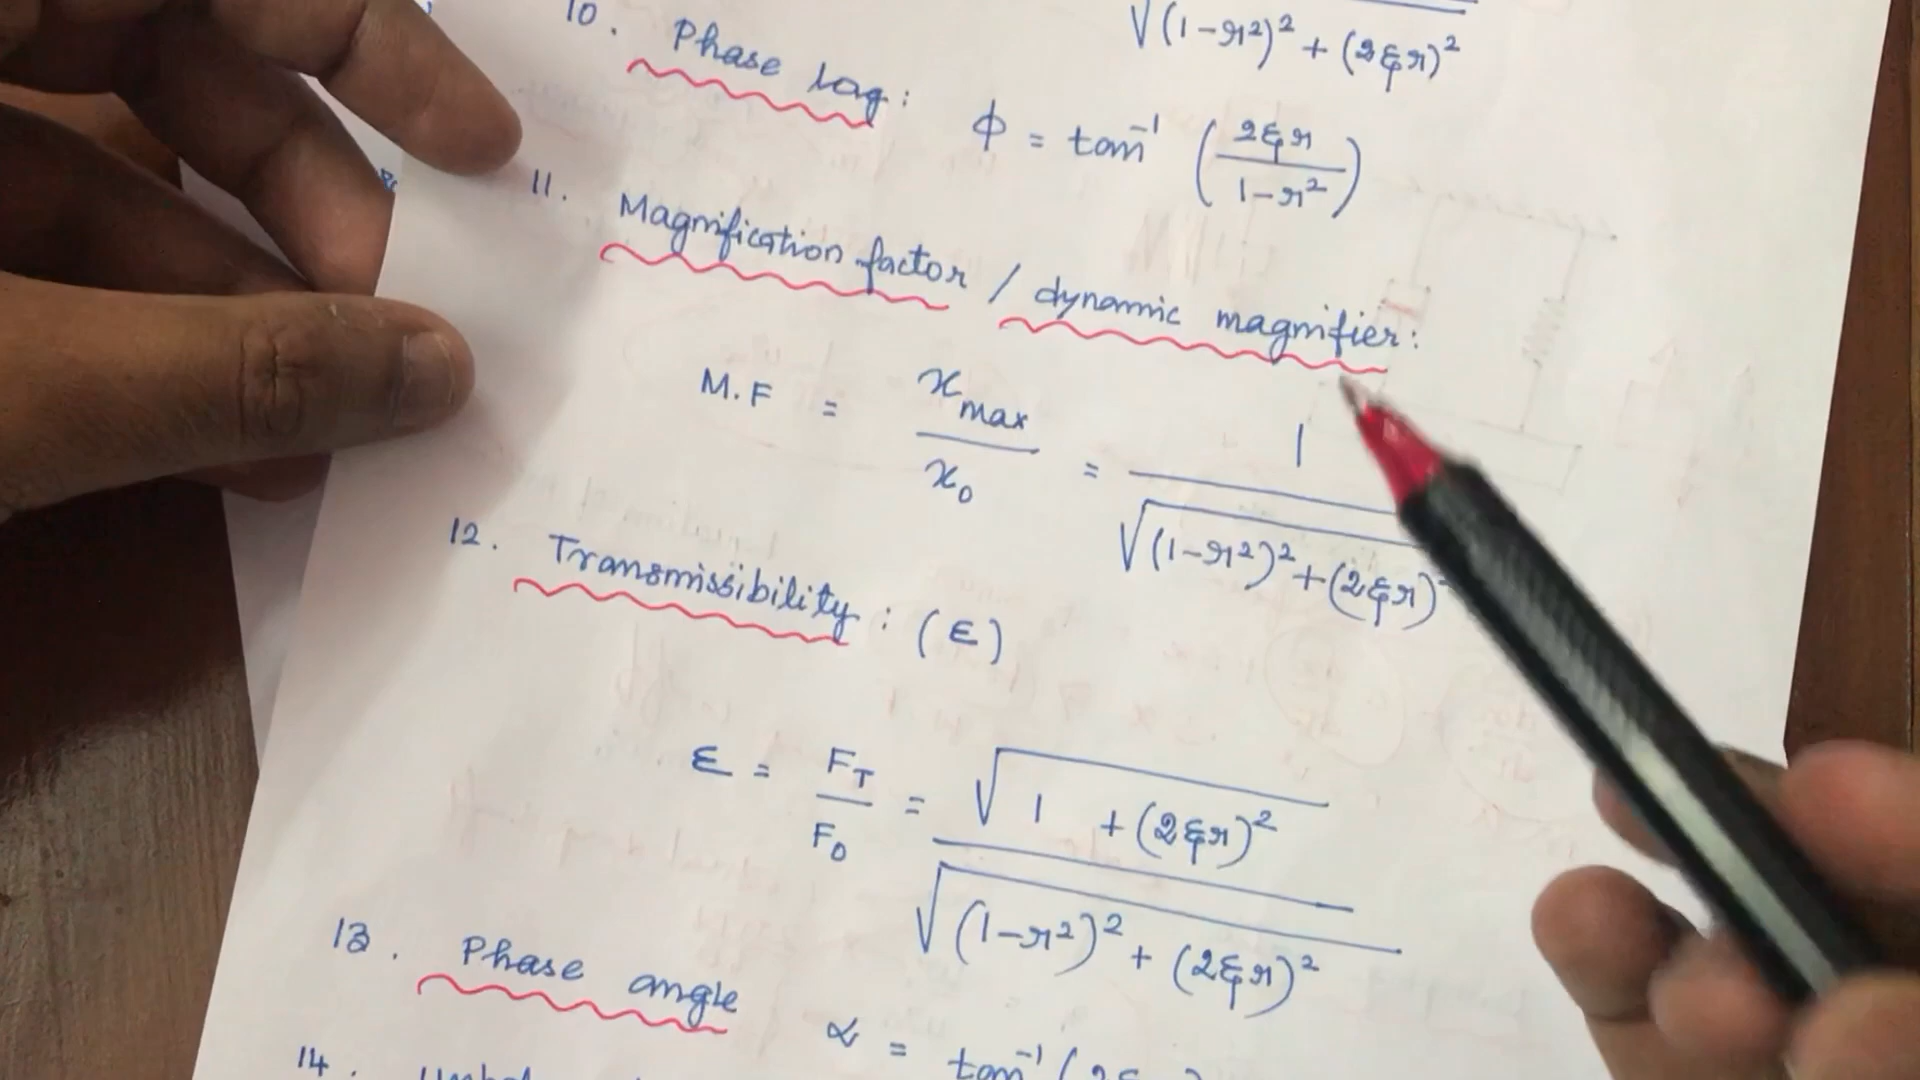 √(1-r²)² + (2ξr)²
10. Phase lag: ϕ = tan⁻¹ (2ξr / 1-r²)
11. Magnification factor / dynamic magnifier:
M.F = x max / x₀ = 1 / √(1-r²)²+(2ξr)
12. Transmissibility: (ε)
ε = F_T / F₀ = √1 + (2ξr)² / √(1-r²)² + (2ξr)²
13. Phase angle α = tan⁻¹ (2ξ
14.